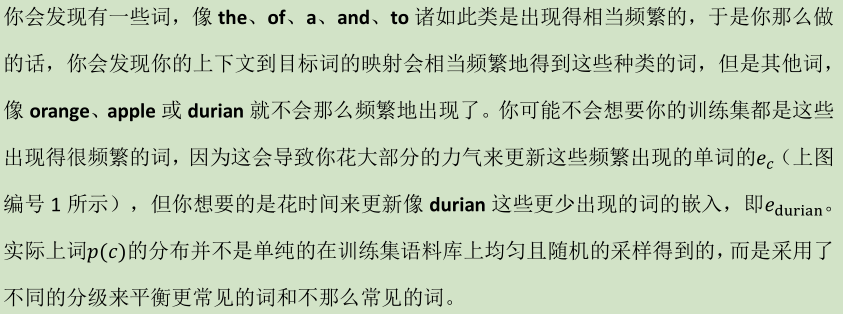 你会发现有一些词，像 the、of、a、and、to 诸如此类是出现得相当频繁的，于是你那么做
的话，你会发现你的上下文到目标词的映射会相当频繁地得到这些种类的词，但是其他词，
像 orange、apple 或 durian 就不会那么频繁地出现了。你可能不会想要你的训练集都是这些
出现得很频繁的词，因为这会导致你花大部分的力气来更新这些频繁出现的单词的e_c（上图
编号 1 所示），但你想要的是花时间来更新像 durian 这些更少出现的词的嵌入，即e_durian。
实际上词p(c)的分布并不是单纯的在训练集语料库上均匀且随机的采样得到的，而是采用了
不同的分级来平衡更常见的词和不那么常见的词。